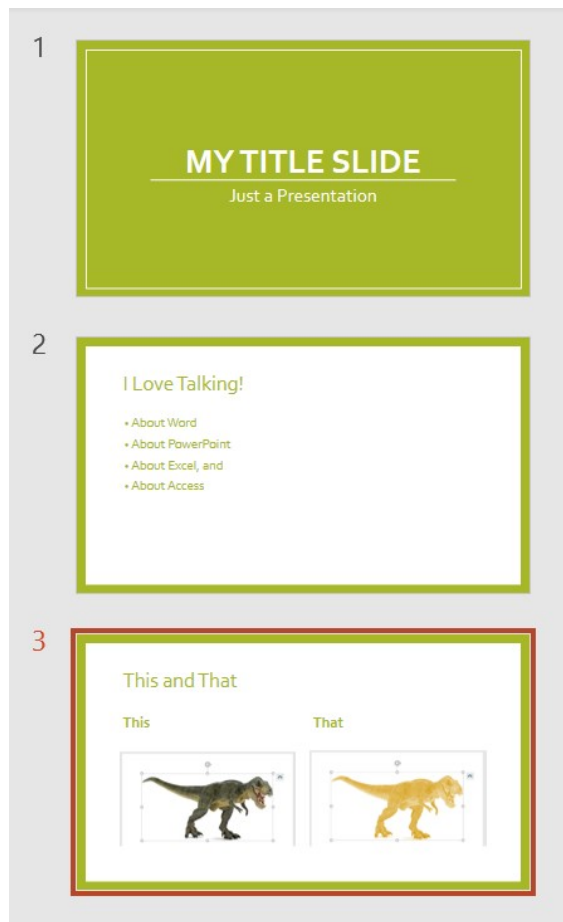 1
MY TITLE SLIDE
Just a Presentation
2
I Love Talking!
• About Word
• About PowerPoint
• About Excel, and
• About Access
3
This and That
This That